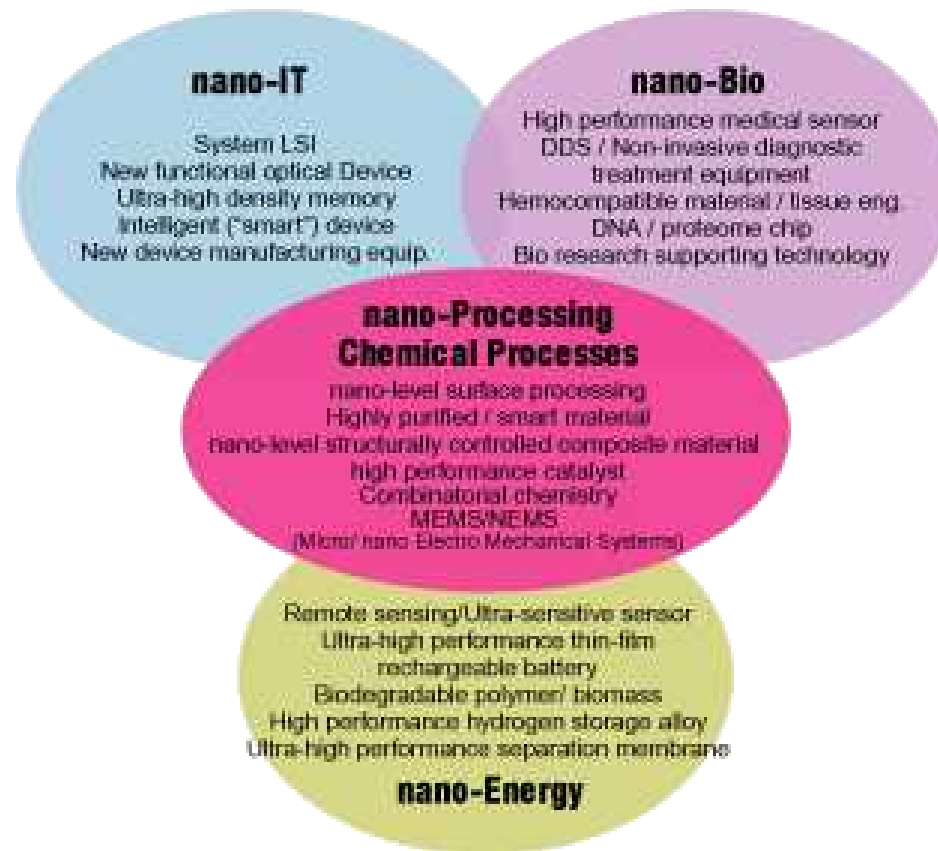 nano-IT
System LSI
New functional optical Device
Ultra-high density memory
Intelligent ("smart") device
New device manufacturing equip.
nano-Bio
High performance medical sensor
DDS / Non-invasive diagnostic
treatment equipment
Hemocompatible material / tissue eng.
DNA / proteome chip
Bio research supporting technology
nano-Processing
Chemical Processes
nano-level surface processing
Highly purified / smart material
nano-level structurally controlled composite material
high performance catalyst
Combinatorial chemistry
MEMS/NEMS
(Micro/ nano Electro Mechanical Systems)
Remote sensing/Ultra-sensitive sensor
Ultra-high performance thin-film
rechargeable battery
Biodegradable polymer/ biomass
High performance hydrogen storage alloy
Ultra-high performance separation membrane
nano-Energy